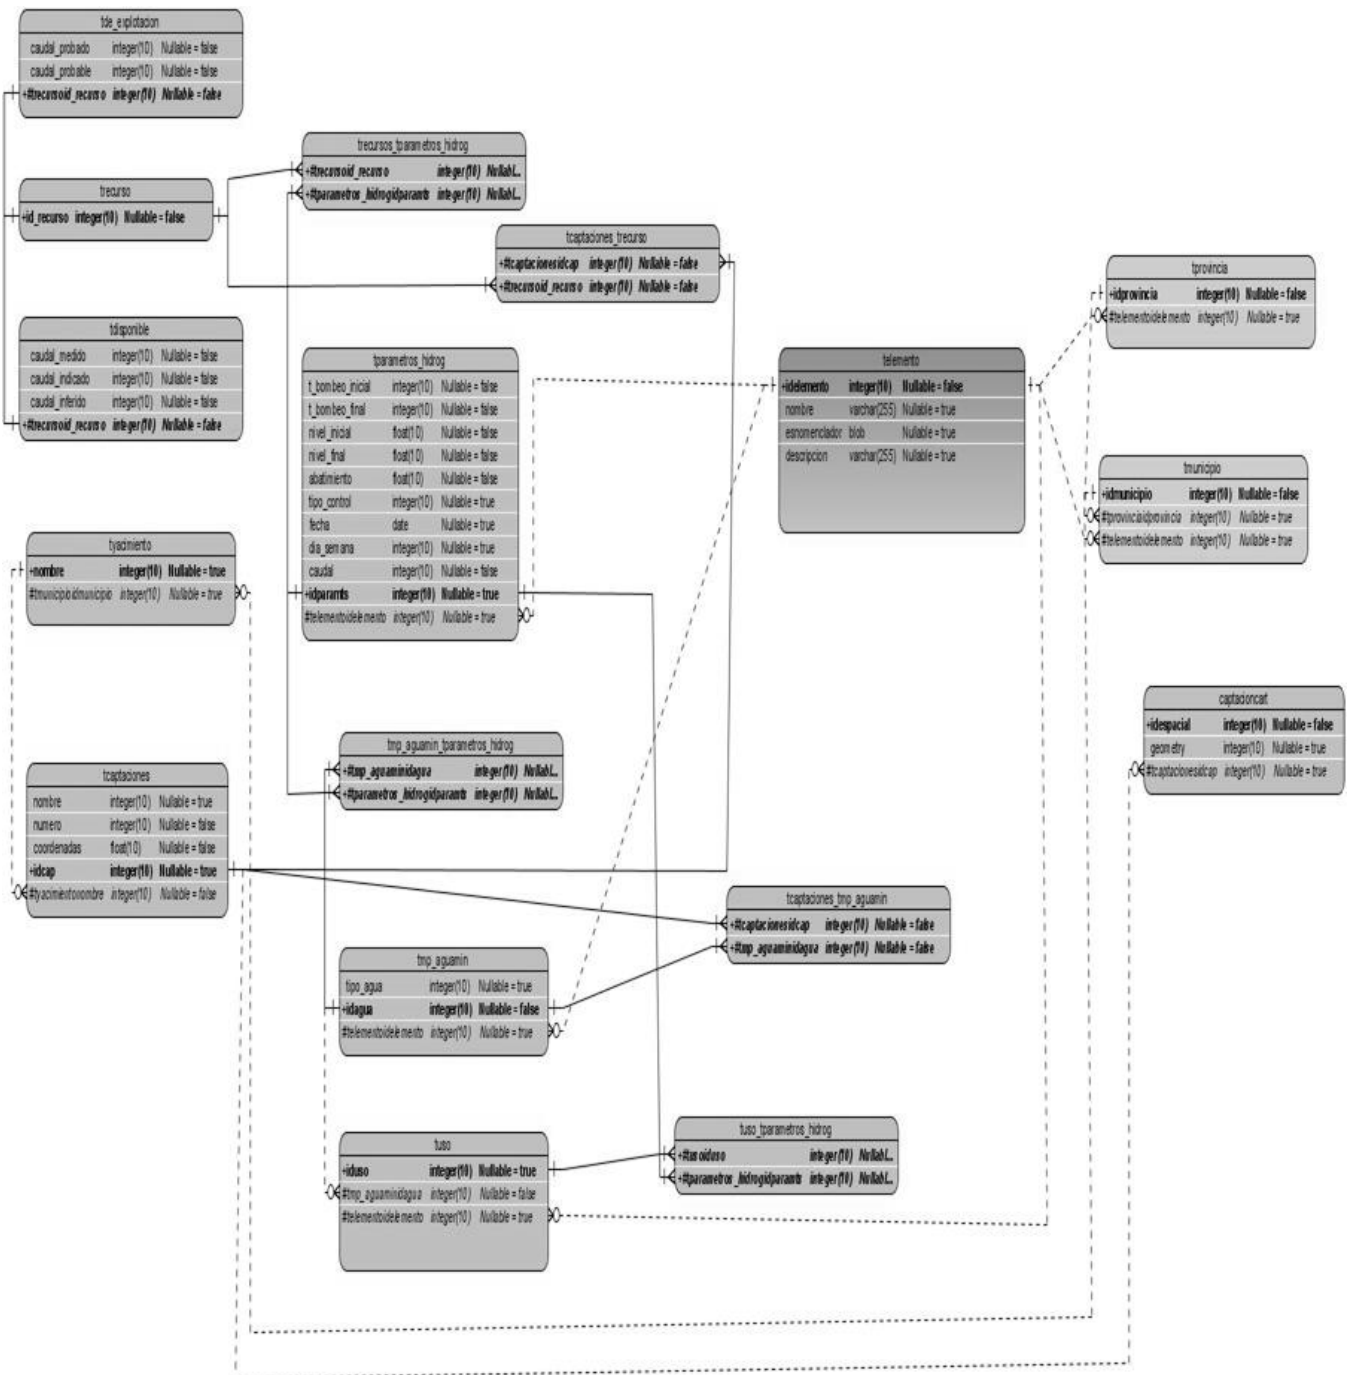 tde_explotacion
caudal_probado integer(10) Nullable = false
caudal_probable integer(10) Nullable = false
+#trecursoid_recurso integer(10) Nullable = false
trecursos_tparametros_hidrog
+#trecursoid_recurso integer(10) Nullabl...
+#tparametros_hidrogidparamts integer(10) Nullabl...
trecurso
+id_recurso integer(10) Nullable = false
tcaptaciones_trecurso
+#tcaptacionesidcap integer(10) Nullable = false
+#trecursoid_recurso integer(10) Nullable = false
tprovincia
+idprovincia integer(10) Nullable = false
#telementoidelemento integer(10) Nullable = true
tdisponible
caudal_medido integer(10) Nullable = false
caudal_indicado integer(10) Nullable = false
caudal_inferido integer(10) Nullable = false
+#trecursoid_recurso integer(10) Nullable = false
tparametros_hidrog
t_bombeo_inicial integer(10) Nullable = false
t_bombeo_final integer(10) Nullable = false
nivel_inicial float(10) Nullable = false
nivel_final float(10) Nullable = false
abatimiento float(10) Nullable = false
tipo_control integer(10) Nullable = true
fecha date Nullable = true
dia_semana integer(10) Nullable = true
caudal integer(10) Nullable = false
+idparamts integer(10) Nullable = true
#telementoidelemento integer(10) Nullable = true
telemento
+idelemento integer(10) Nullable = false
nombre varchar(255) Nullable = true
esnomenclador blob Nullable = true
descripcion varchar(255) Nullable = true
tmunicipio
+idmunicipio integer(10) Nullable = false
#tprovinciaidprovincia integer(10) Nullable = true
#telementoidelemento integer(10) Nullable = true
tyacimiento
+nombre integer(10) Nullable = true
#tmunicipioidmunicipio integer(10) Nullable = true
captacioncart
+idespacial integer(10) Nullable = false
geometry integer(10) Nullable = true
#tcaptacionesidcap integer(10) Nullable = true
tmp_aguamin_tparametros_hidrog
+#tmp_aguaminidagua integer(10) Nullabl...
+#tparametros_hidrogidparamts integer(10) Nullabl...
tcaptaciones
nombre integer(10) Nullable = true
numero integer(10) Nullable = false
coordenadas float(10) Nullable = false
+idcap integer(10) Nullable = true
#tyacimientonombre integer(10) Nullable = false
tcaptaciones_tmp_aguamin
+#tcaptacionesidcap integer(10) Nullable = false
+#tmp_aguaminidagua integer(10) Nullable = false
tmp_aguamin
tipo_agua integer(10) Nullable = true
+idagua integer(10) Nullable = false
#telementoidelemento integer(10) Nullable = true
tuso_tparametros_hidrog
+#tusoiduso integer(10) Nullabl...
+#tparametros_hidrogidparamts integer(10) Nullabl...
tuso
+iduso integer(10) Nullable = true
#tmp_aguaminidagua integer(10) Nullable = false
#telementoidelemento integer(10) Nullable = true